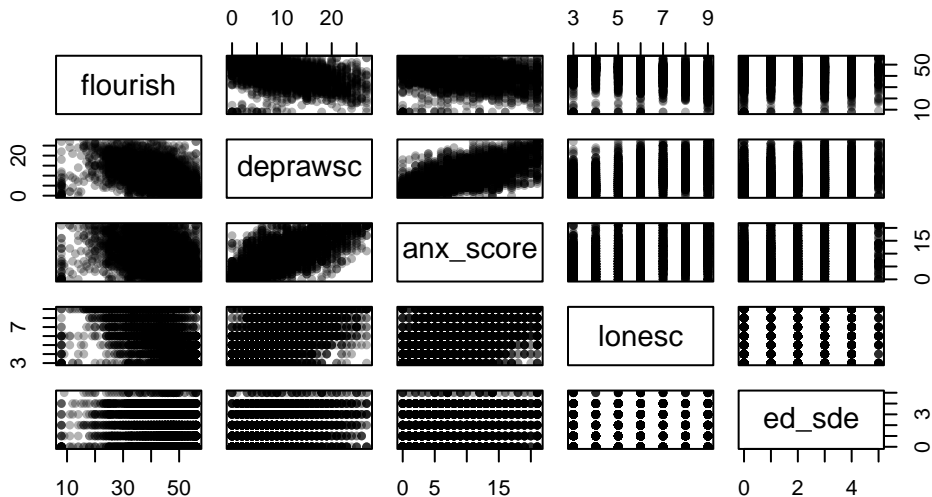 0 10 20 3 5 7 9
flourish 10 50
0 20 deprawsc
anx_score 0 15
3 7 lonesc
ed_sde 0 3
10 30 50 0 5 15 0 2 4